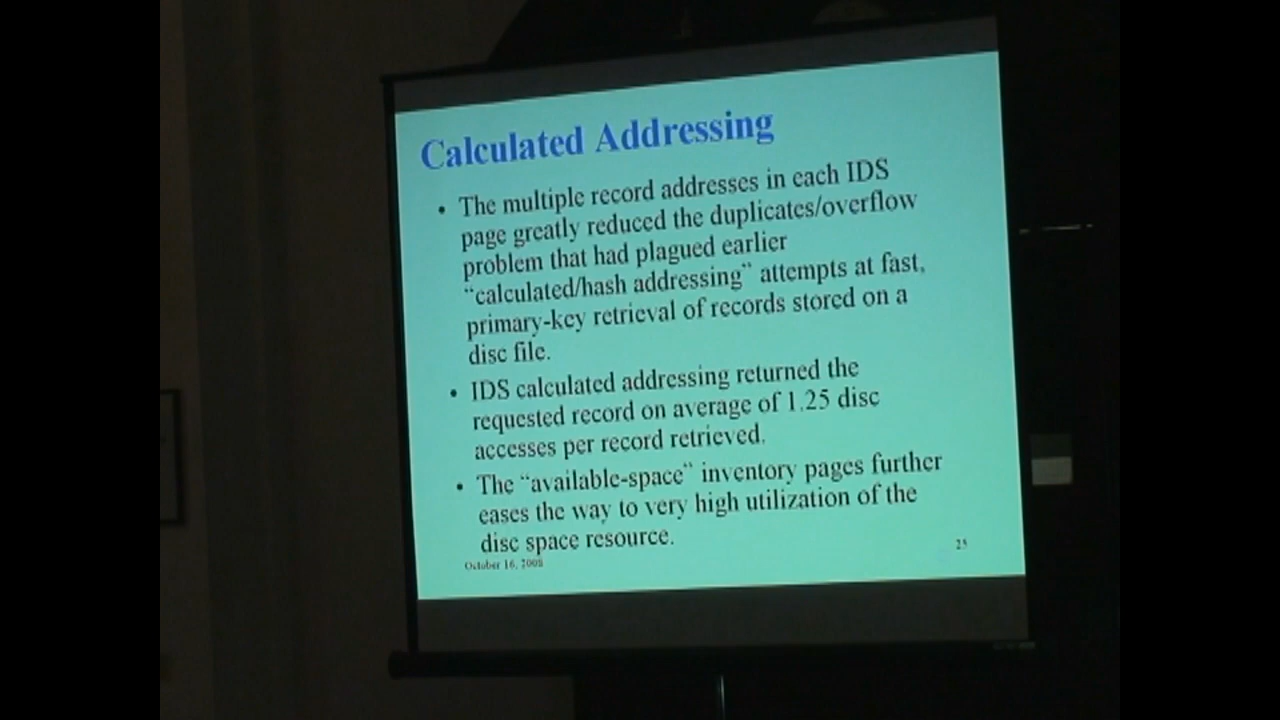 Calculated Addressing
• The multiple record addresses in each IDS
page greatly reduced the duplicates/overflow
problem that had plagued earlier
“calculated/hash addressing” attempts at fast,
primary-key retrieval of records stored on a
disc file.
• IDS calculated addressing returned the
requested record on average of 1.25 disc
accesses per record retrieved.
• The “available-space” inventory pages further
eases the way to very high utilization of the
disc space resource.
October 16, 2008
25